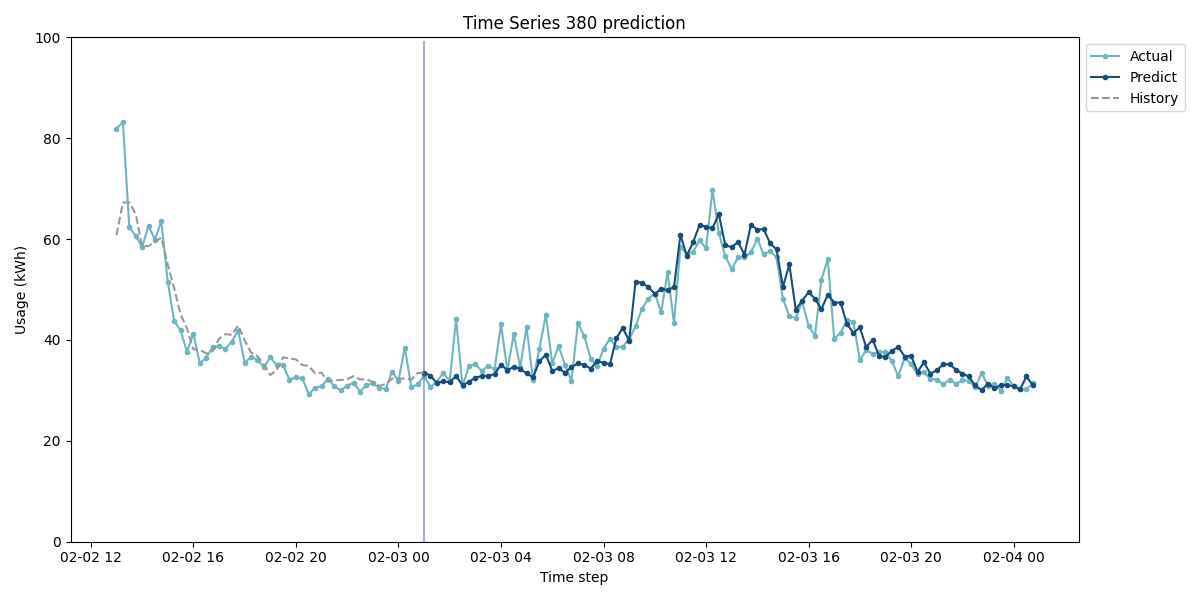 Time Series 380 prediction
100
80
60
40
20
0
Usage (kWh)
02-02 12
02-02 16
02-02 20
02-03 00
02-03 04
02-03 08
02-03 12
02-03 16
02-03 20
02-04 00
Time step
Actual
Predict
History